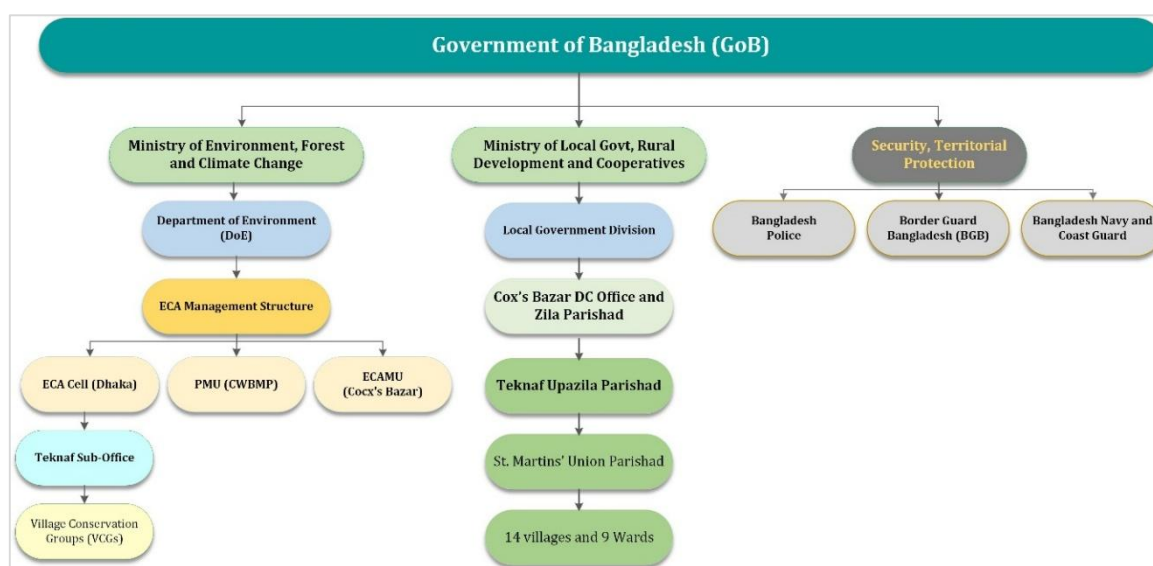 Government of Bangladesh (GoB)
Ministry of Environment, Forest
and Climate Change
Ministry of Local Govt, Rural
Development and Cooperatives
Security, Territorial
Protection
Department of Environment
(DoE)
Local Government Division
Bangladesh
Police
Border Guard
Bangladesh (BGB)
Bangladesh Navy and
Coast Guard
ECA Management Structure
Cox's Bazar DC Office and
Zila Parishad
ECA Cell (Dhaka)
PMU (CWBMP)
ECAMU
(Cocx's Bazar)
Teknaf Upazila Parishad
Teknaf Sub-Office
St. Martins' Union Parishad
Village Conservation
Groups (VCGs)
14 villages and 9 Wards